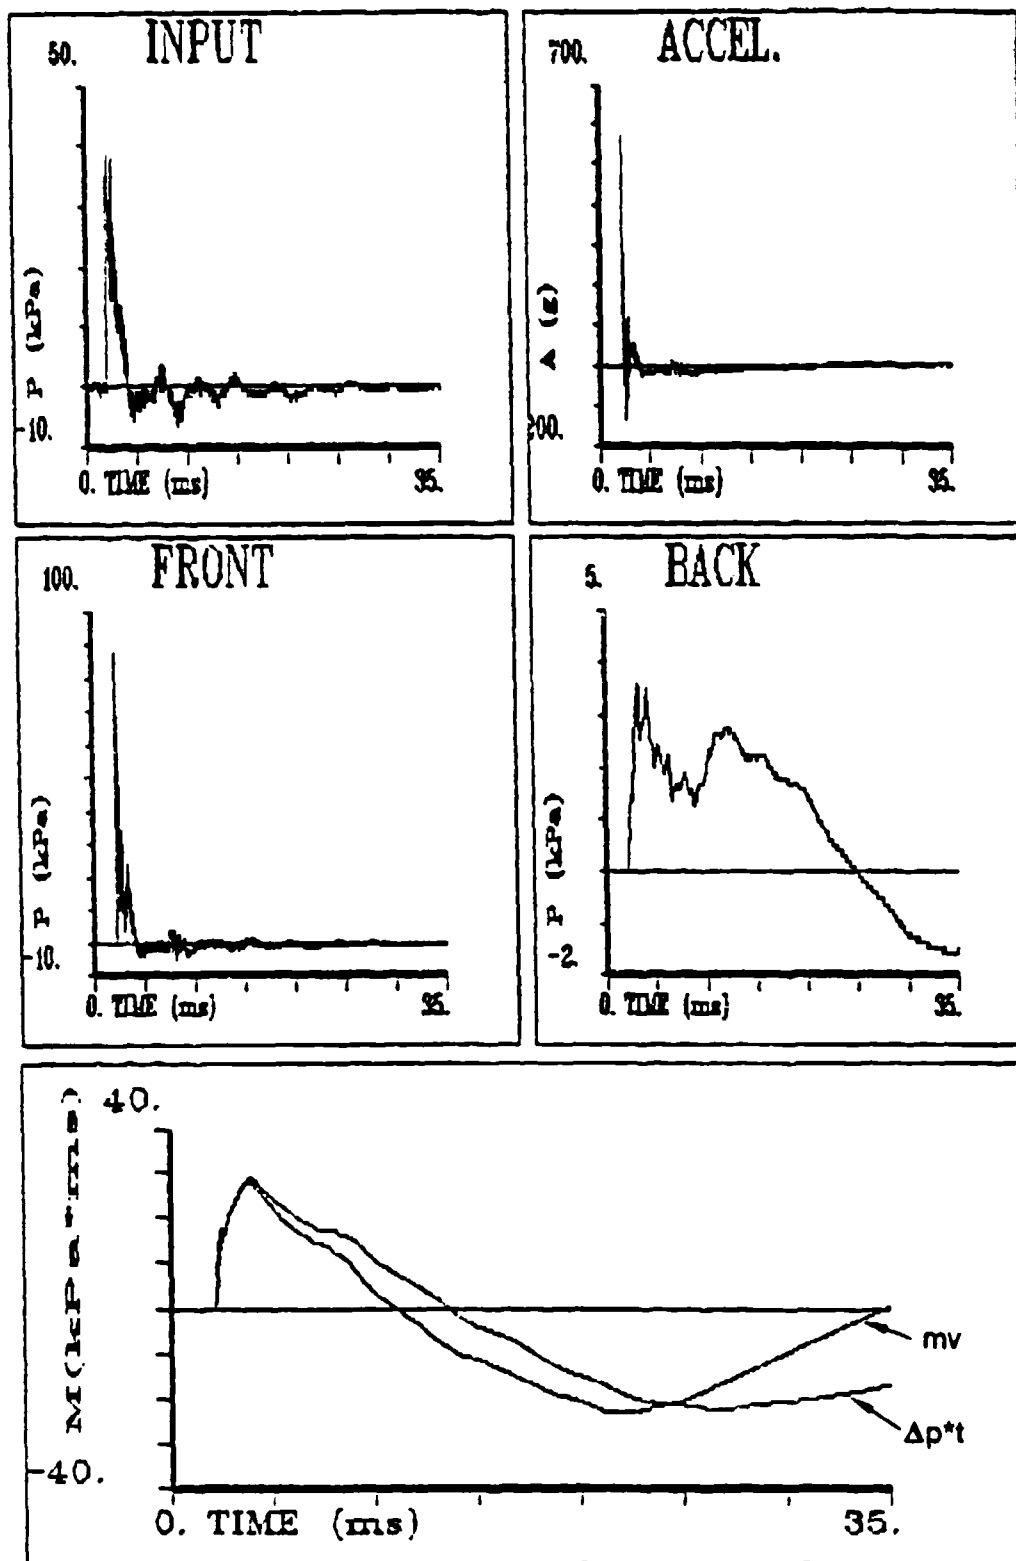 INPUT
50.
P (kPa)
-10.
0. TIME (ms) 35.
ACCEL.
700.
A (g)
200.
0. TIME (ms) 35.
FRONT
100.
P (kPa)
-10.
0. TIME (ms) 35.
BACK
5.
P (kPa)
-2.
0. TIME (ms) 35.
40.
M(kPa*ms)
-40.
mv
Δp*t
0. TIME (ms) 35.